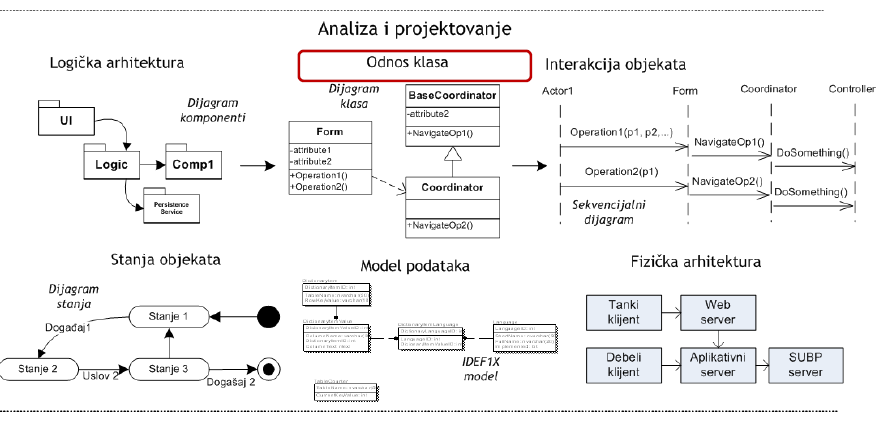 Analiza i projektovanje
Logička arhitektura
Odnos klasa
Interakcija objekata
UI
Dijagram
komponenti
Logic
Comp1
Persistence
Service
Dijagram
klasa
Form
-attribute1
-attribute2
+Operation1()
+Operation2()
BaseCoordinator
-attribute2
+NavigateOp1()
Coordinator
+NavigateOp2()
Actor1
Form
Coordinator
Controller
Operation1(p1, p2,...)
NavigateOp1()
DoSomething()
Operation2(p1)
NavigateOp2()
DoSomething()
Sekvencijalni
dijagram
Stanja objekata
Model podataka
Fizička arhitektura
Dijagram
stanja
Događaj1
Stanje 1
Stanje 2
Uslov 2
Stanje 3
Događaj 2
IDEF1X
model
Tanki
klijent
Web
server
Debeli
klijent
Aplikativni
server
SUBP
server